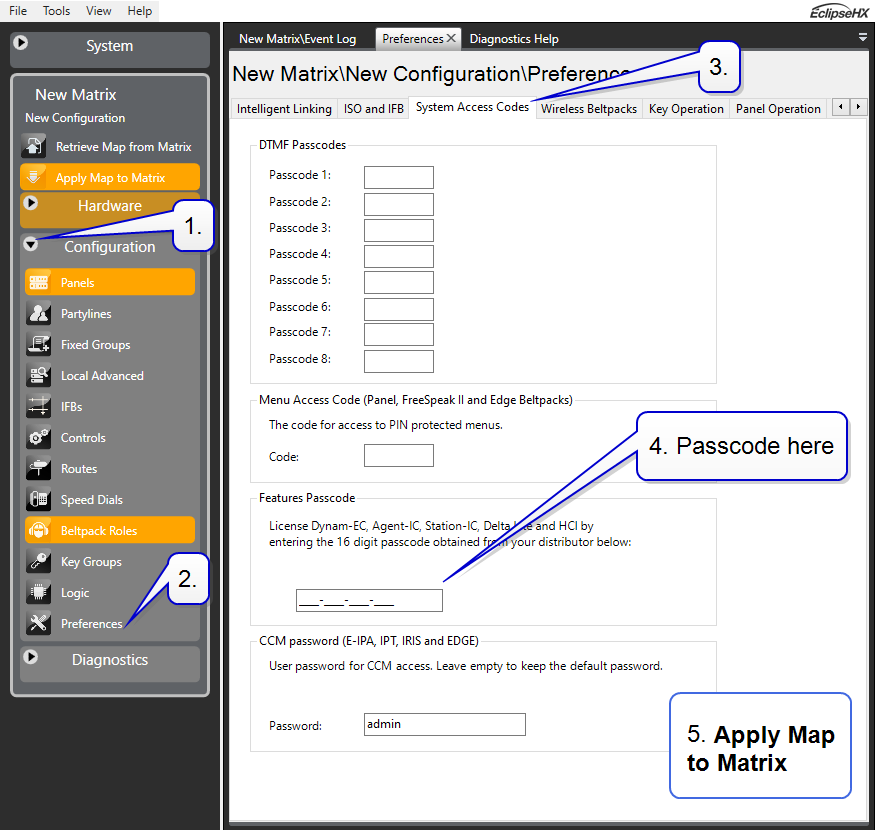 File Tools View Help
EclipseHX
System
New Matrix
New Configuration
Retrieve Map from Matrix
Apply Map to Matrix
Hardware
1.
Configuration
Panels
Partylines
Fixed Groups
Local Advanced
IFBs
Controls
Routes
Speed Dials
Beltpack Roles
Key Groups
2.
Logic
Preferences
Diagnostics
New Matrix\Event Log Preferences Diagnostics Help
New Matrix\New Configuration\Preference
3.
Intelligent Linking ISO and IFB System Access Codes Wireless Beltpacks Key Operation Panel Operation
DTMF Passcodes
Passcode 1:
Passcode 2:
Passcode 3:
Passcode 4:
Passcode 5:
Passcode 6:
Passcode 7:
Passcode 8:
Menu Access Code (Panel, FreeSpeak II and Edge Beltpacks)
The code for access to PIN protected menus.
Code:
4. Passcode here
Features Passcode
License Dynam-EC, Agent-IC, Station-IC, Delta Lite and HCI by
entering the 16 digit passcode obtained from your distributor below:
____-____-____-____
CCM password (E-IPA, IPT, IRIS and EDGE)
User password for CCM access. Leave empty to keep the default password.
Password: admin
5. Apply Map
to Matrix